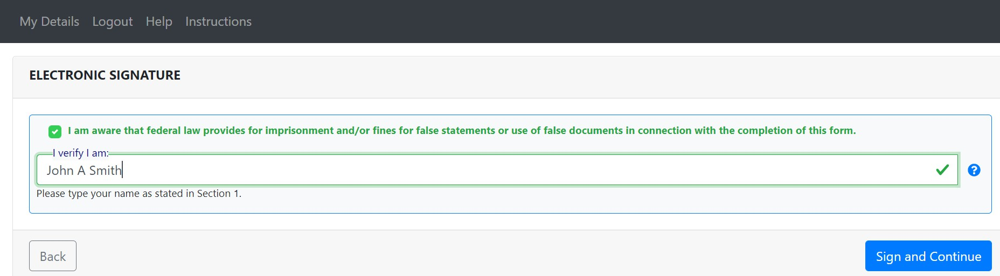 My Details Logout Help Instructions
ELECTRONIC SIGNATURE
I am aware that federal law provides for imprisonment and/or fines for false statements or use of false documents in connection with the completion of this form.
I verify I am:
John A Smith
?
Please type your name as stated in Section 1.
Back Sign and Continue